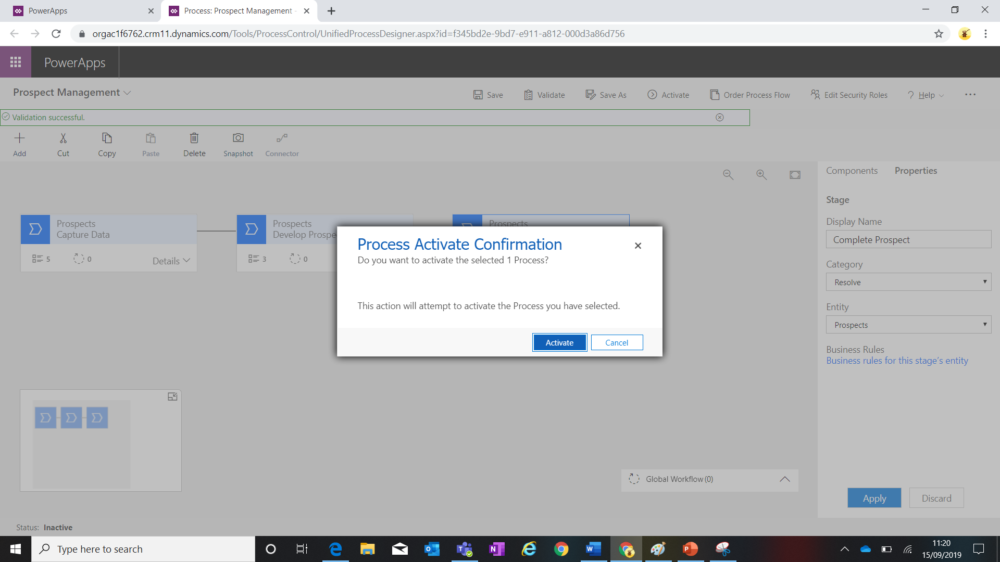 PowerApps
Process: Prospect Management -
orgac1f6762.crm11.dynamics.com/Tools/ProcessControl/UnifiedProcessDesigner.aspx?id=f345bd2e-9bd7-e911-a812-000d3a86d756
PowerApps
Prospect Management
Save
Validate
Save As
Activate
Order Process Flow
Edit Security Roles
? Help
Validation successful.
Add
Cut
Copy
Paste
Delete
Snapshot
Connector
Components
Properties
Prospects
Capture Data
5
0
Details
Prospects
Develop Prospe
3
0
Prospects
Process Activate Confirmation
Do you want to activate the selected 1 Process?
This action will attempt to activate the Process you have selected.
Activate
Cancel
Stage
Display Name
Complete Prospect
Category
Resolve
Entity
Prospects
Business Rules
Business rules for this stage's entity
Global Workflow (0)
Apply
Discard
Status: Inactive
Type here to search
11:20
15/09/2019